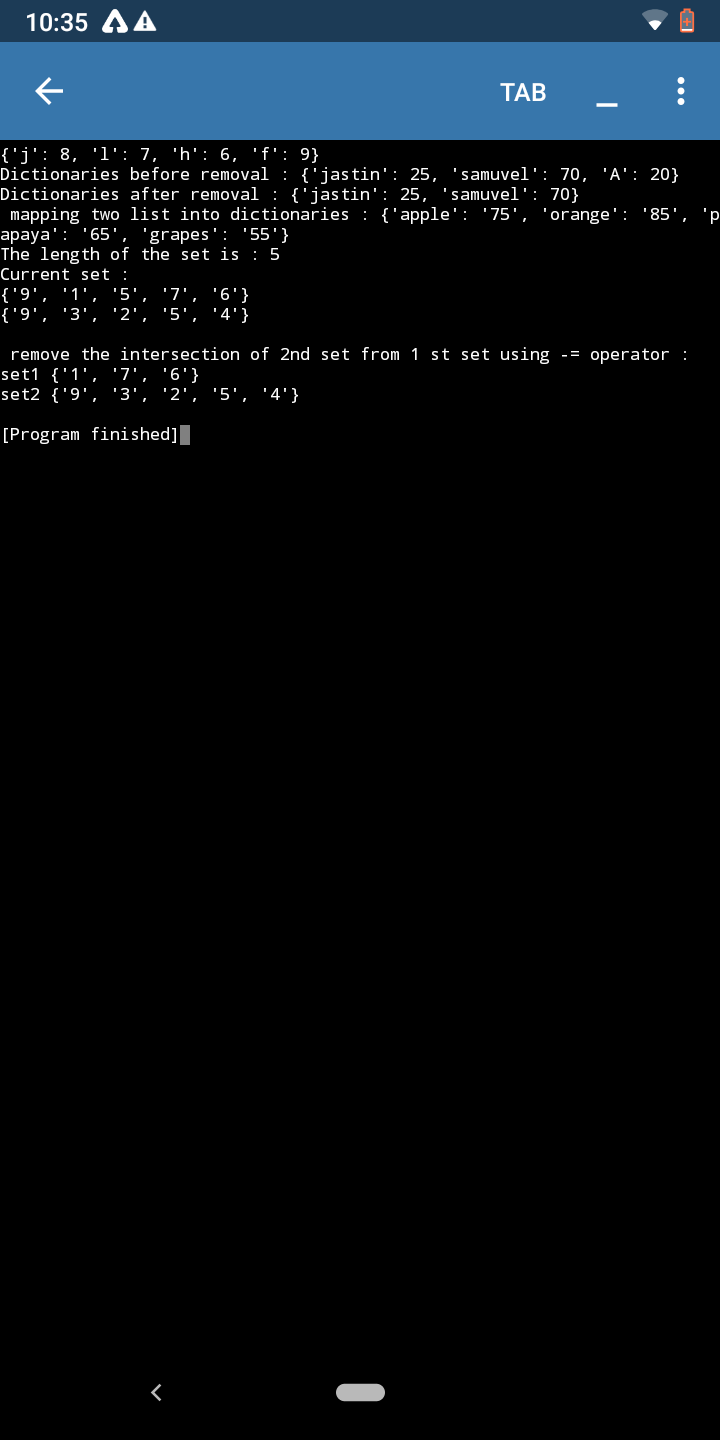 10:35
TAB
{'j': 8, 'l': 7, 'h': 6, 'f': 9}
Dictionaries before removal : {'jastin': 25, 'samuvel': 70, 'A': 20}
Dictionaries after removal : {'jastin': 25, 'samuvel': 70}
 mapping two list into dictionaries : {'apple': '75', 'orange': '85', 'p
apaya': '65', 'grapes': '55'}
The length of the set is : 5
Current set :
{'9', '1', '5', '7', '6'}
{'9', '3', '2', '5', '4'}
 remove the intersection of 2nd set from 1 st set using -= operator :
set1 {'1', '7', '6'}
set2 {'9', '3', '2', '5', '4'}
[Program finished]